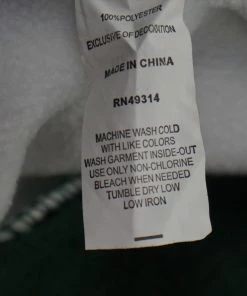 100%POLYESTER
EXCLUSIVE OF DECORATION
MADE IN CHINA
RN49314
MACHINE WASH COLD
WITH LIKE COLORS
WASH GARMENT INSIDE-OUT
USE ONLY NON-CHLORINE
BLEACH WHEN NEEDED
TUMBLE DRY LOW
LOW IRON